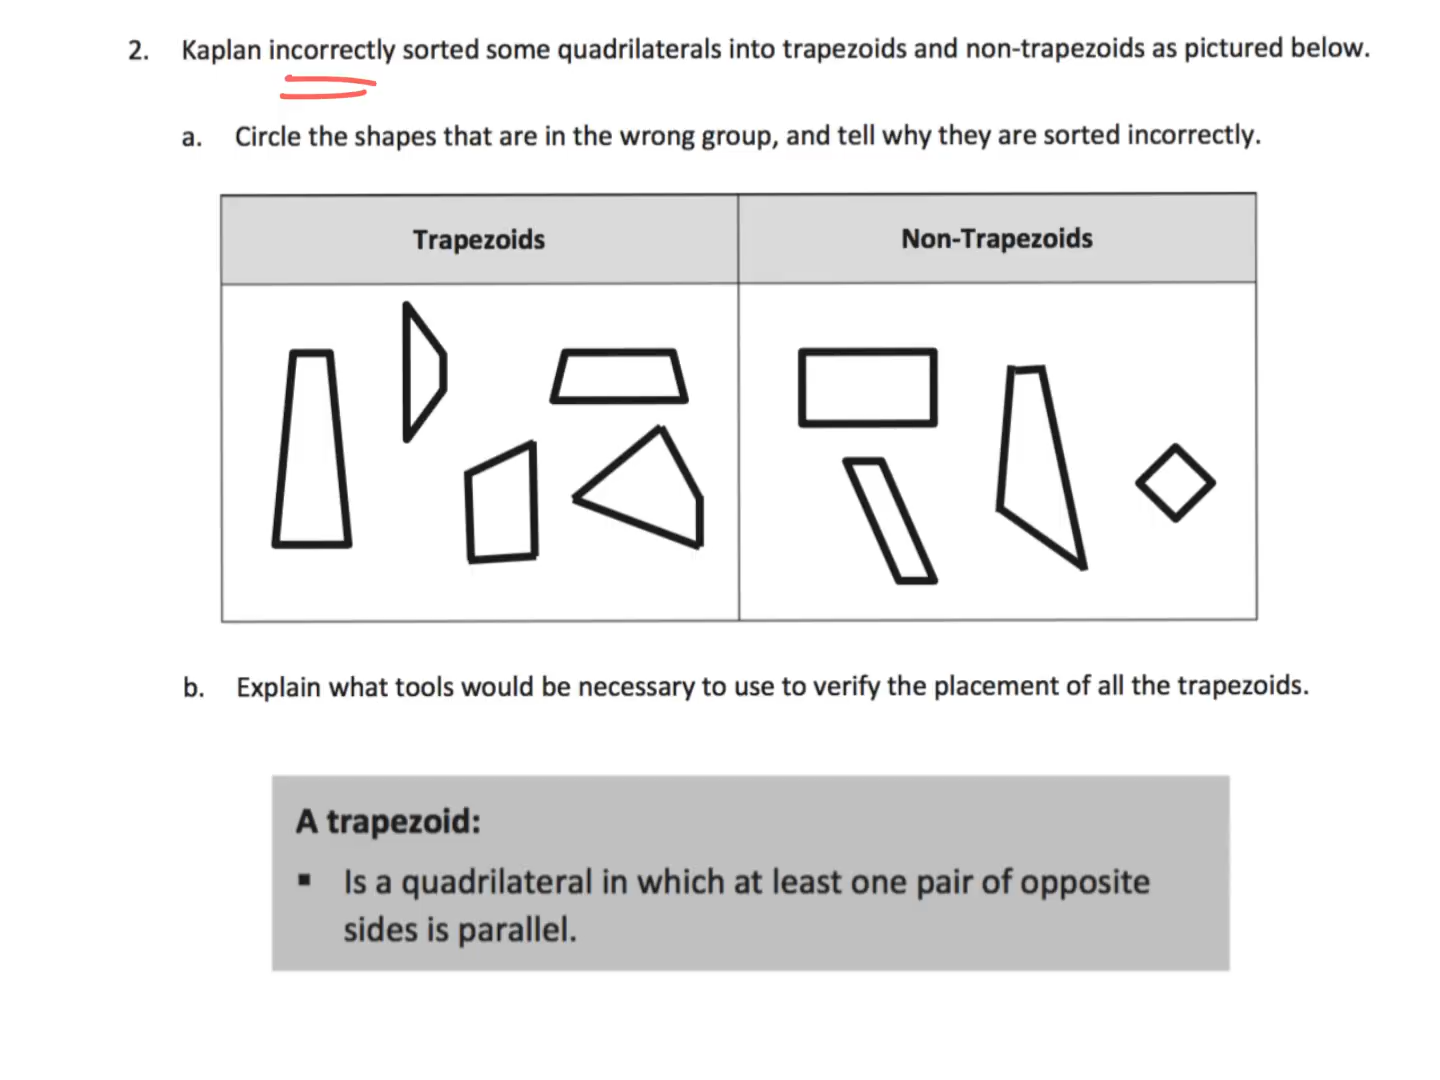 2. Kaplan incorrectly sorted some quadrilaterals into trapezoids and non-trapezoids as pictured below.
a. Circle the shapes that are in the wrong group, and tell why they are sorted incorrectly.
Trapezoids
Non-Trapezoids
b. Explain what tools would be necessary to use to verify the placement of all the trapezoids.
A trapezoid:
▪ Is a quadrilateral in which at least one pair of opposite
sides is parallel.